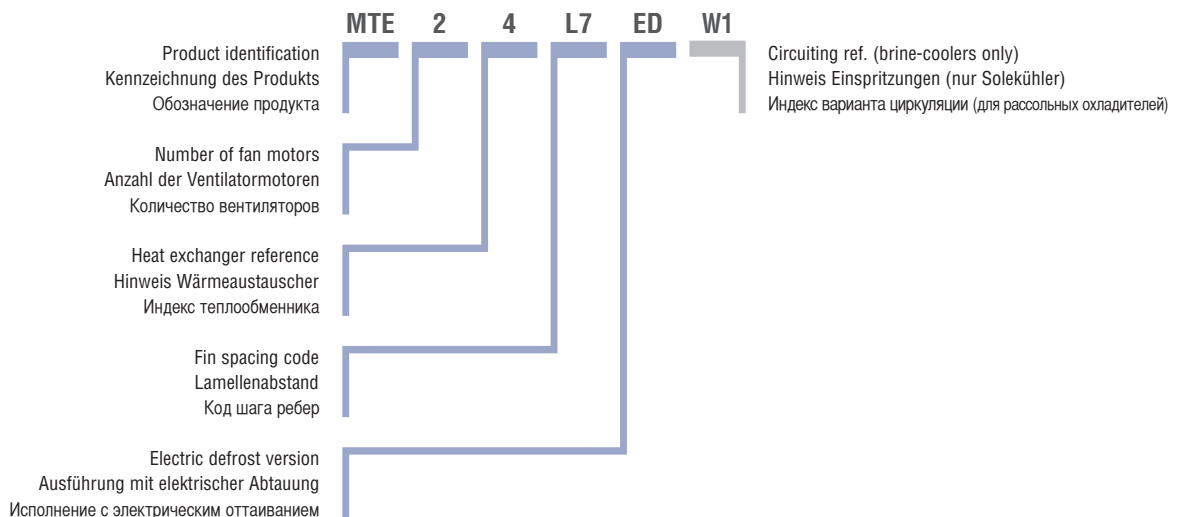 MTE 2 4 L7 ED W1
Product identification
Kennzeichnung des Produkts
Обозначение продукта
Circuiting ref. (brine-coolers only)
Hinweis Einspritzungen (nur Solekühler)
Индекс варианта циркуляции (для рассольных охладителей)
Number of fan motors
Anzahl der Ventilatormotoren
Количество вентиляторов
Heat exchanger reference
Hinweis Wärmeaustauscher
Индекс теплообменника
Fin spacing code
Lamellenabstand
Код шага ребер
Electric defrost version
Ausführung mit elektrischer Abtauung
Исполнение с электрическим оттаиванием